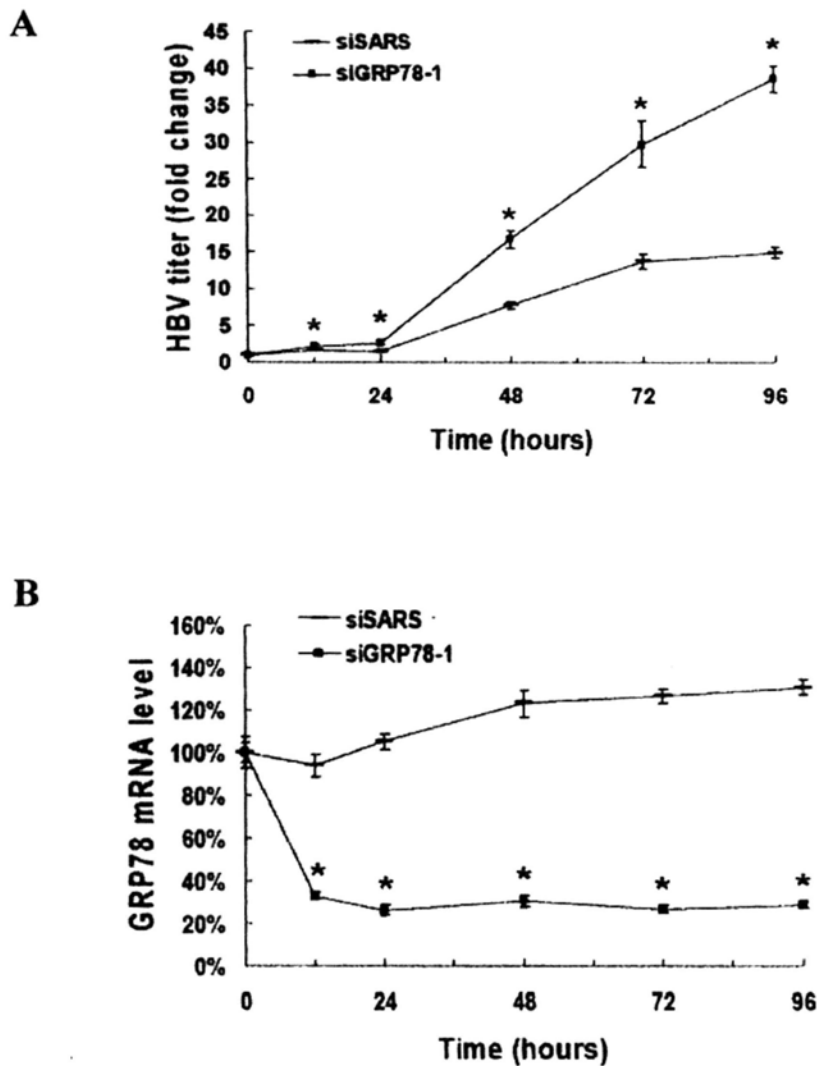 A
HBV titer (fold change)
45
40
35
30
25
20
15
10
5
0
siSARS
siGRP78-1
*
*
*
*
*
0 24 48 72 96
Time (hours)
B
GRP78 mRNA level
160%
140%
120%
100%
80%
60%
40%
20%
0%
siSARS
siGRP78-1
* * * * *
0 24 48 72 96
Time (hours)